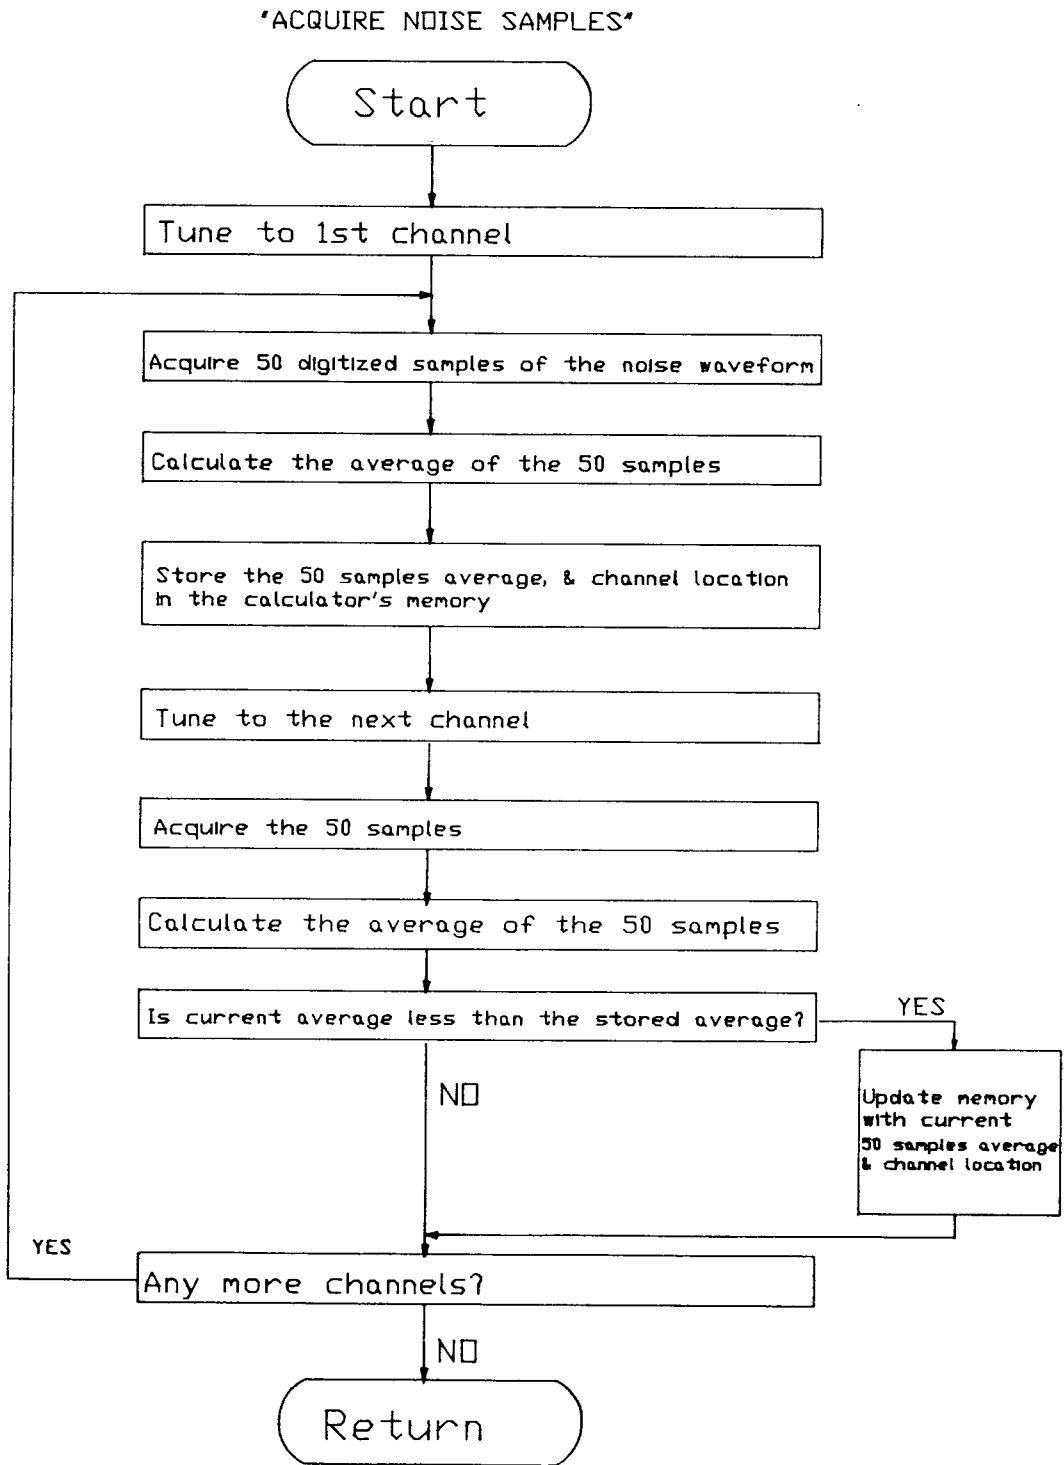 "ACQUIRE NOISE SAMPLES"
Start
Tune to 1st channel
Acquire 50 digitized samples of the noise waveform
Calculate the average of the 50 samples
Store the 50 samples average, & channel location
in the calculator's memory
Tune to the next channel
Acquire the 50 samples
Calculate the average of the 50 samples
Is current average less than the stored average?
YES
NO
Update memory
with current
50 samples average
& channel location
YES
Any more channels?
NO
Return